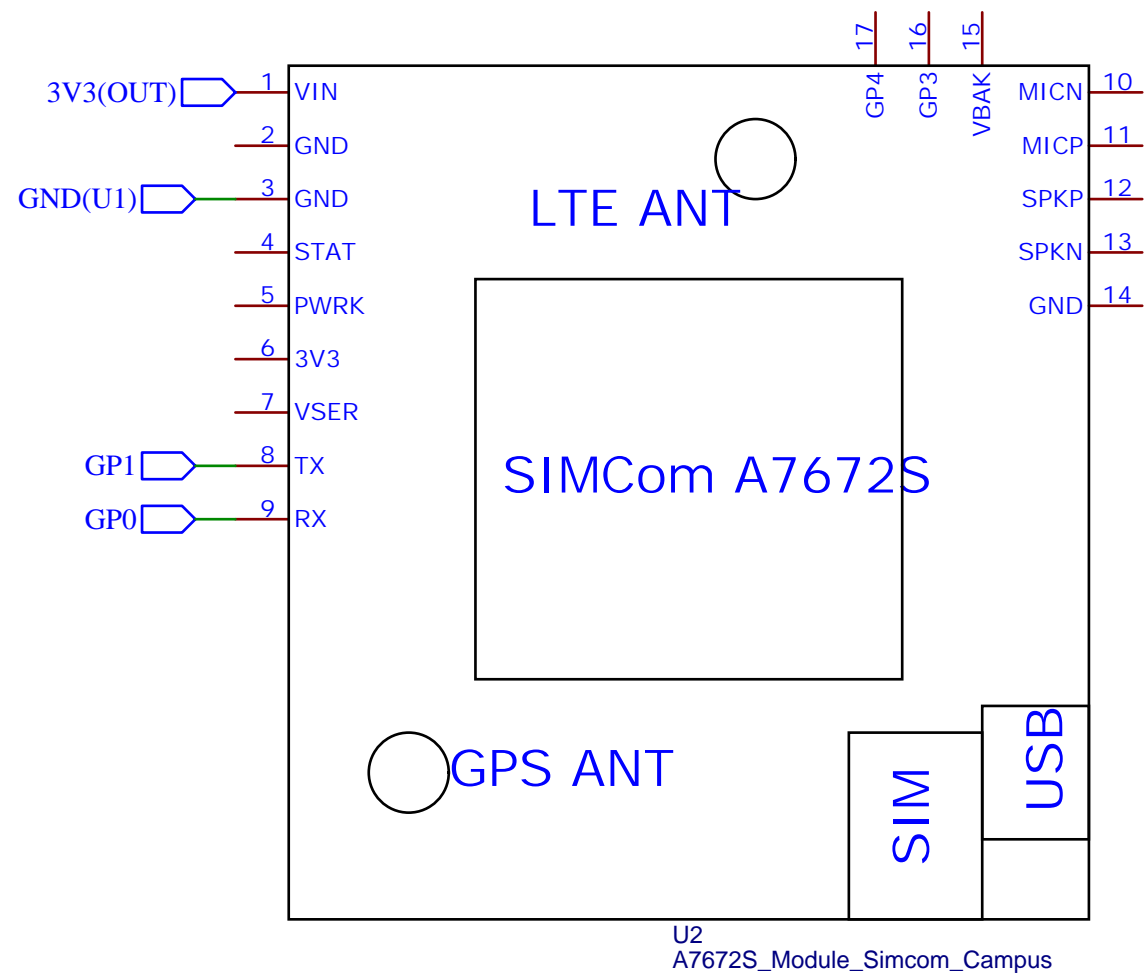 17
16
15
GP4
GP3
VBAK
3V3(OUT) 1 VIN
2 GND
GND(U1) 3 GND
4 STAT
5 PWRK
6 3V3
7 VSER
GP1 8 TX
GP0 9 RX
MICN 10
MICP 11
SPKP 12
SPKN 13
GND 14
LTE ANT
SIMCom A7672S
GPS ANT
SIM
USB
U2
A7672S_Module_Simcom_Campus